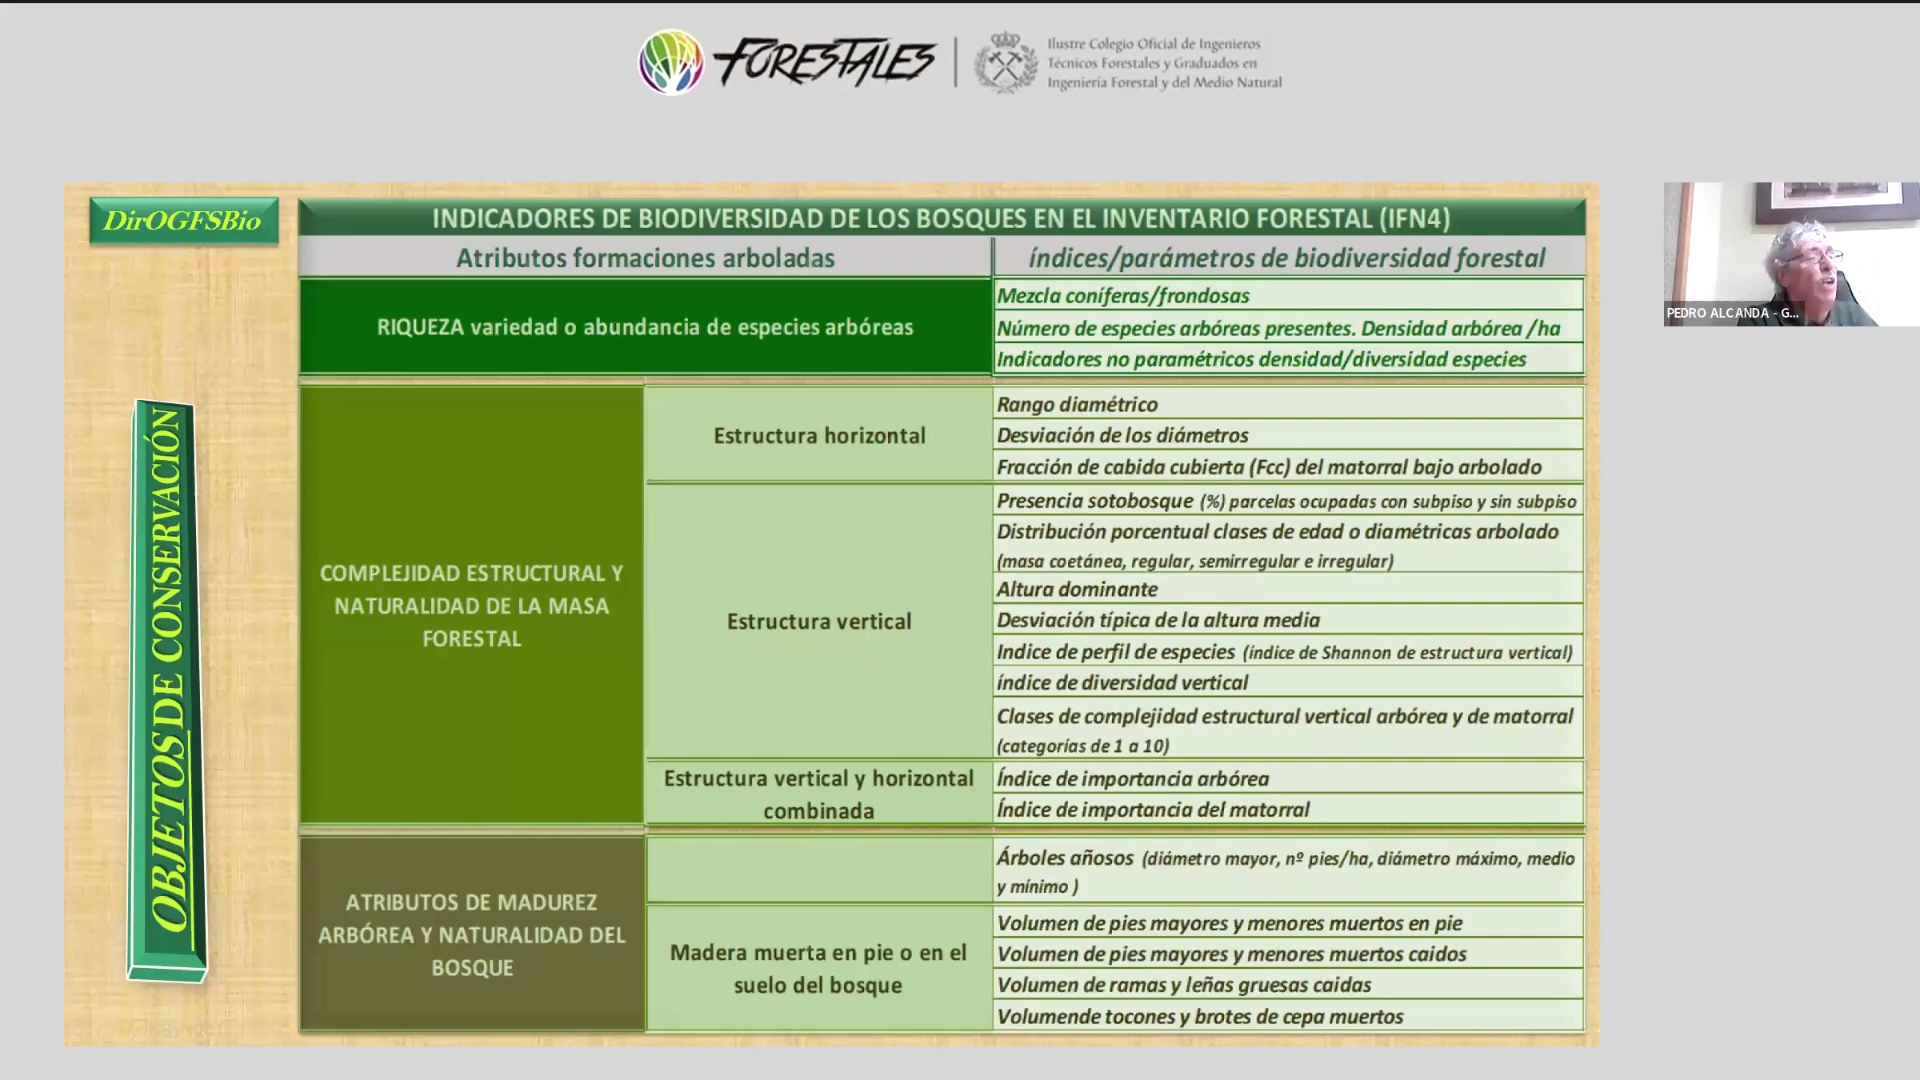 FORESTALES
Ilustre Colegio Oficial de Ingenieros
Técnicos Forestales y Graduados en
Ingeniería Forestal y del Medio Natural
DirOGFSBio
OBJETOS DE CONSERVACIÓN
INDICADORES DE BIODIVERSIDAD DE LOS BOSQUES EN EL INVENTARIO FORESTAL (IFN4)
Atributos formaciones arboladas
índices/parámetros de biodiversidad forestal
RIQUEZA variedad o abundancia de especies arbóreas
Mezcla coníferas/frondosas
Número de especies arbóreas presentes. Densidad arbórea /ha
Indicadores no paramétricos densidad/diversidad especies
COMPLEJIDAD ESTRUCTURAL Y
NATURALIDAD DE LA MASA
FORESTAL
Estructura horizontal
Rango diamétrico
Desviación de los diámetros
Fracción de cabida cubierta (Fcc) del matorral bajo arbolado
Estructura vertical
Presencia sotobosque (%) parcelas ocupadas con subpiso y sin subpiso
Distribución porcentual clases de edad o diamétricas arbolado
(masa coetánea, regular, semirregular e irregular)
Altura dominante
Desviación típica de la altura media
Indice de perfil de especies (índice de Shannon de estructura vertical)
índice de diversidad vertical
Clases de complejidad estructural vertical arbórea y de matorral
(categorías de 1 a 10)
Estructura vertical y horizontal
combinada
Índice de importancia arbórea
Índice de importancia del matorral
ATRIBUTOS DE MADUREZ
ARBÓREA Y NATURALIDAD DEL
BOSQUE
Árboles añosos (diámetro mayor, nº pies/ha, diámetro máximo, medio
y mínimo )
Madera muerta en pie o en el
suelo del bosque
Volumen de pies mayores y menores muertos en pie
Volumen de pies mayores y menores muertos caidos
Volumen de ramas y leñas gruesas caidas
Volumende tocones y brotes de cepa muertos
PEDRO ALCANDA - G...